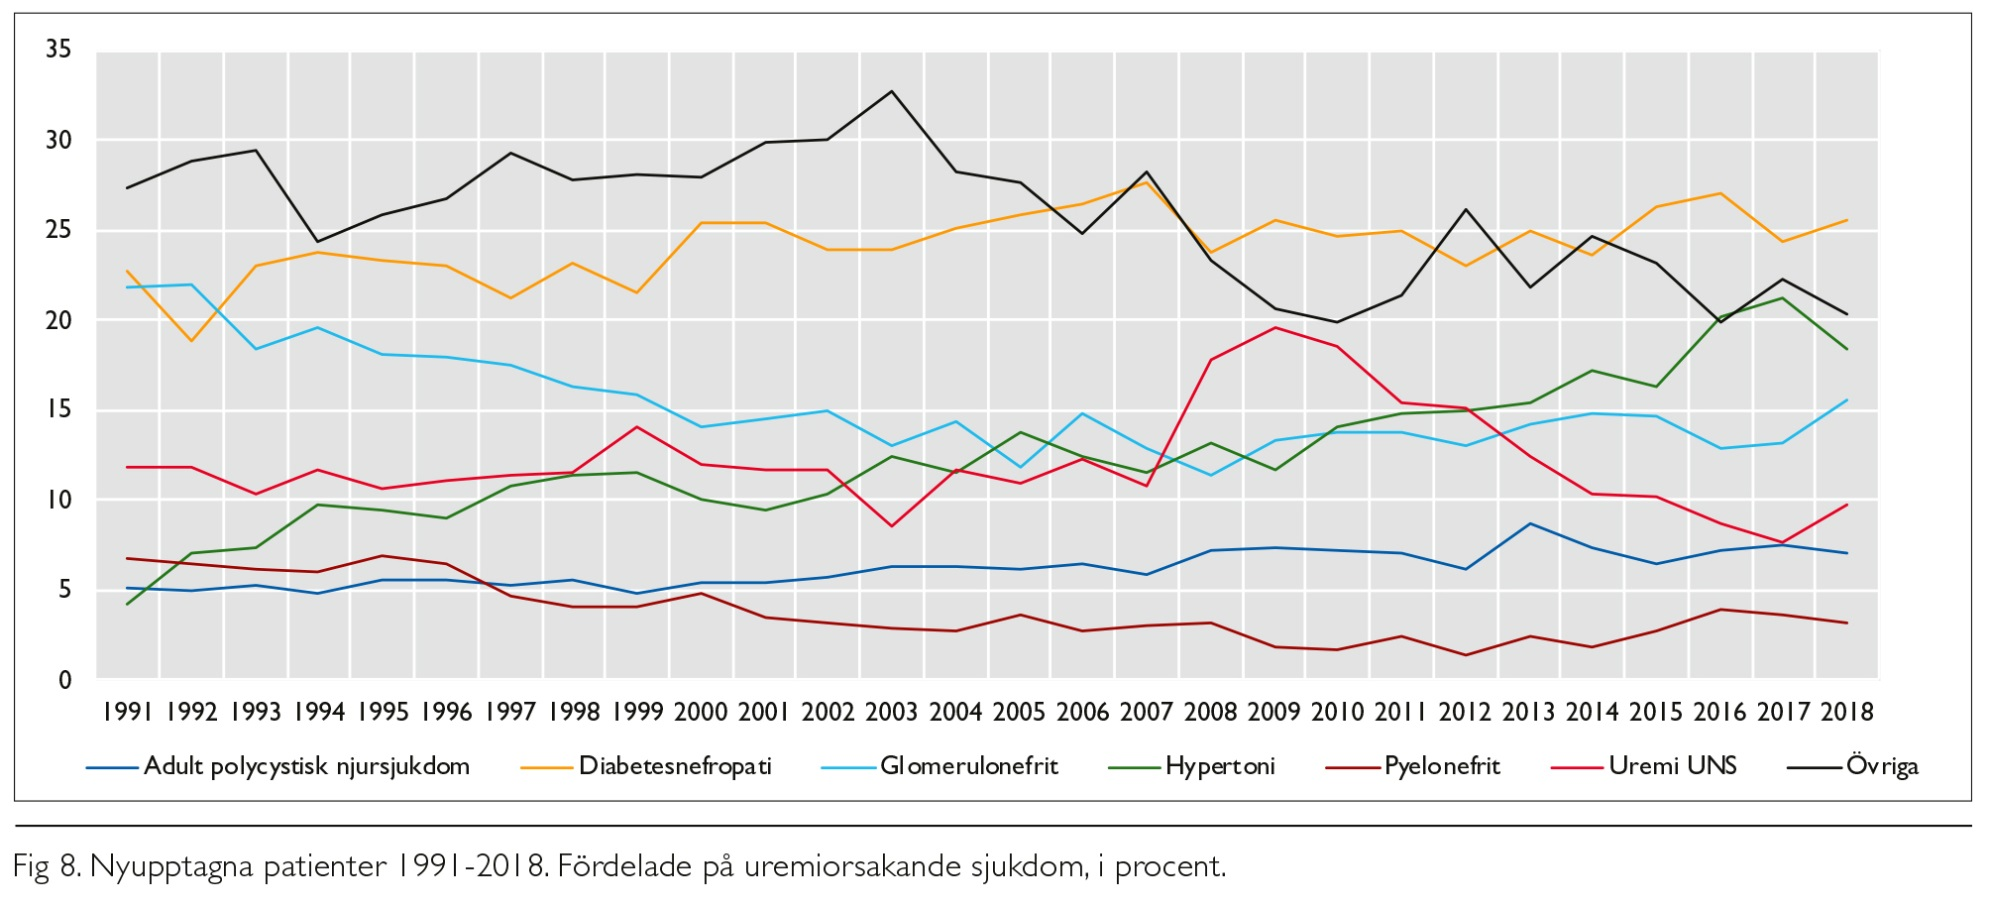 35
30
25
20
15
10
5
0
1991 1992 1993 1994 1995 1996 1997 1998 1999 2000 2001 2002 2003 2004 2005 2006 2007 2008 2009 2010 2011 2012 2013 2014 2015 2016 2017 2018
Adult polycystisk njursjukdom Diabetesnefropati Glomerulonefrit Hypertoni Pyelonefrit Uremi UNS Övriga
Fig 8. Nyupptagna patienter 1991-2018. Fördelade på uremiorsakande sjukdom, i procent.